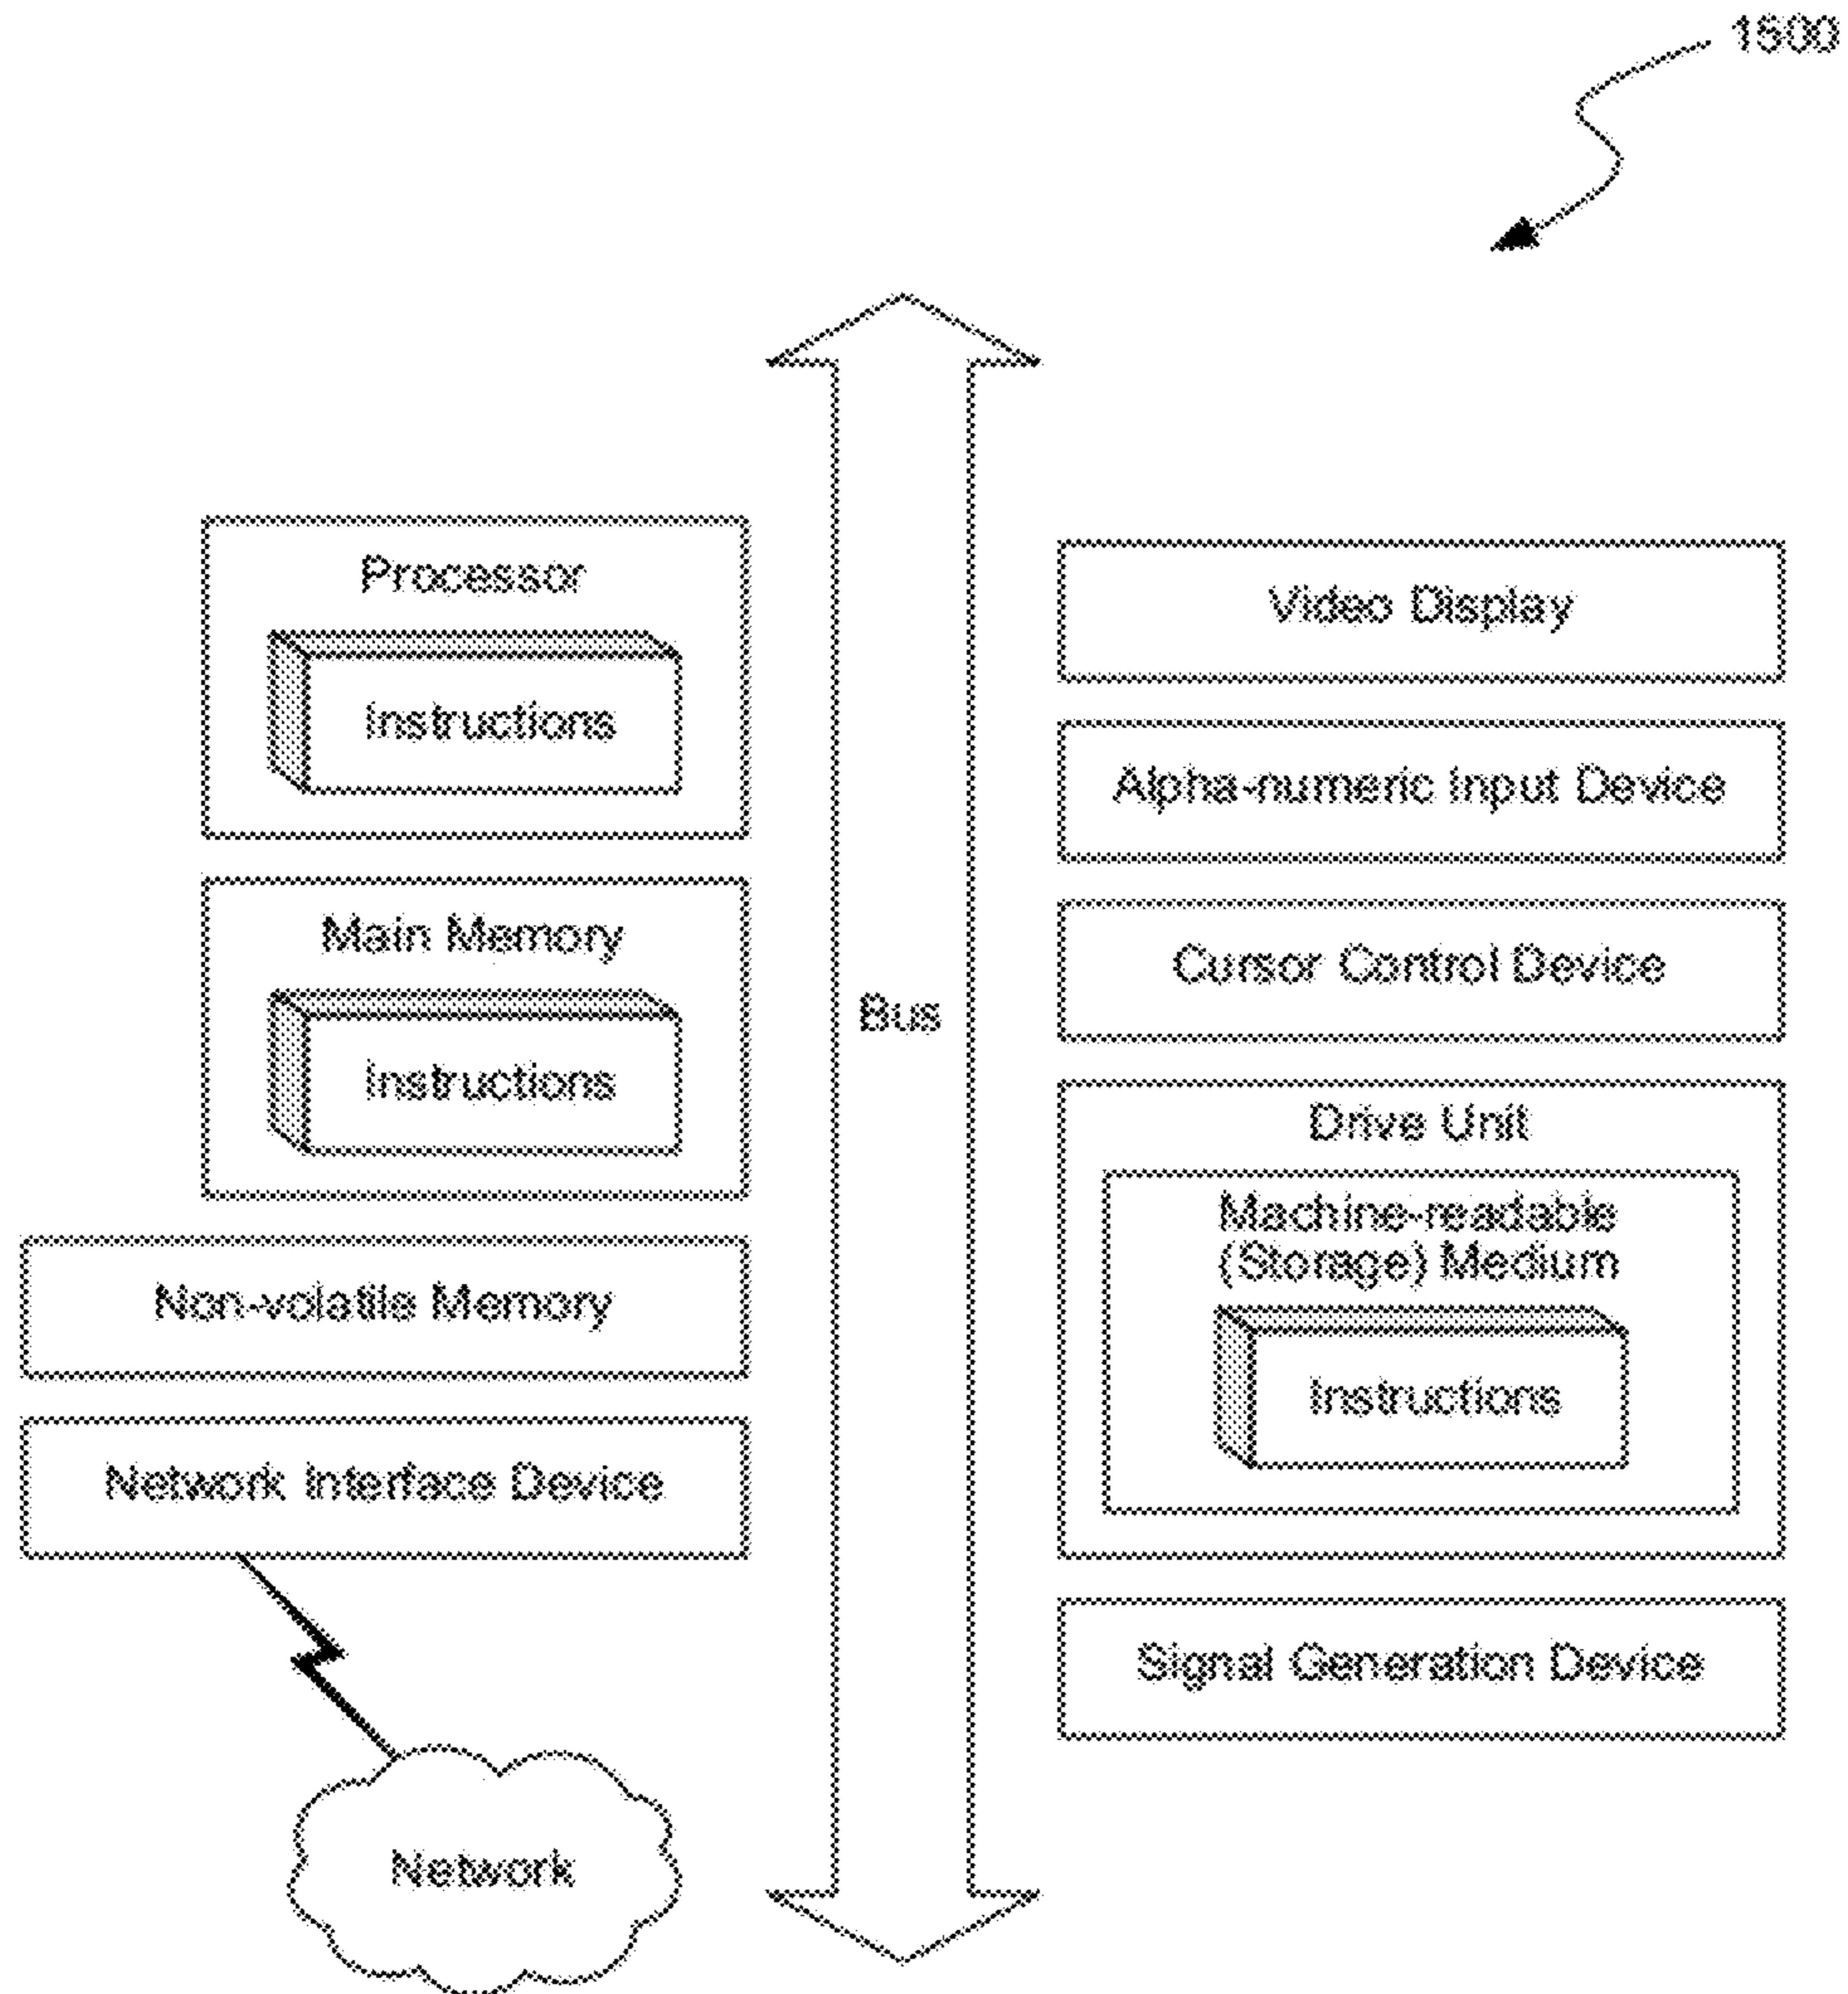 1500
Processor
Instructions
Main Memory
Instructions
Non-volatile Memory
Network Interface Device
Network
Bus
Video Display
Alpha-numeric Input Device
Cursor Control Device
Drive Unit
Machine-readable
(Storage) Medium
Instructions
Signal Generation Device